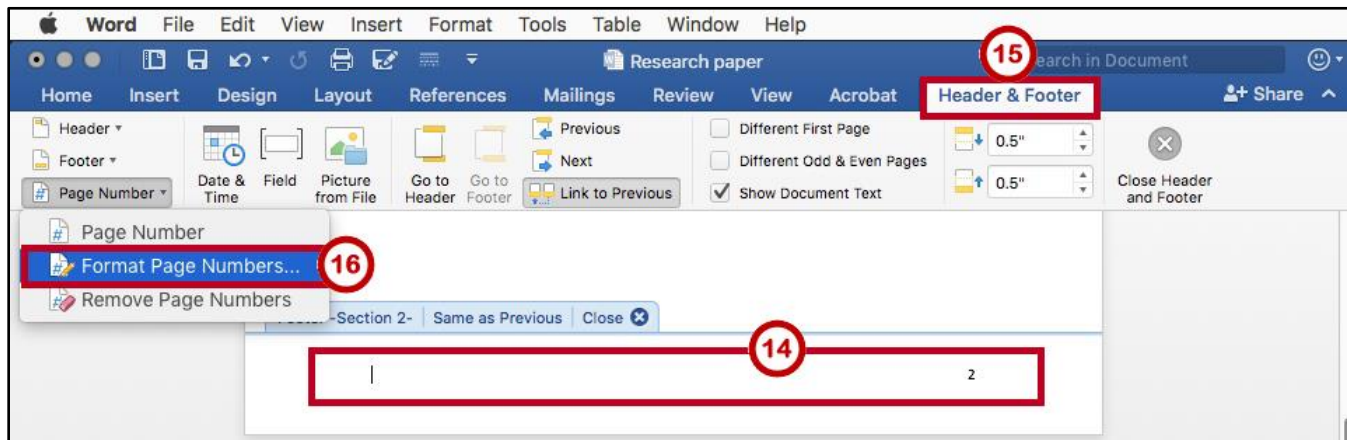 Word File Edit View Insert Format Tools Table Window Help
Research paper
15
earch in Document
Home Insert Design Layout References Mailings Review View Acrobat Header & Footer Share
Header
Footer
Page Number
Date & Time
Field
Picture from File
Go to Header
Go to Footer
Previous
Next
Link to Previous
Different First Page
Different Odd & Even Pages
Show Document Text
0.5"
0.5"
Close Header and Footer
Page Number
Format Page Numbers...
16
Remove Page Numbers
-Section 2- Same as Previous Close
14
2